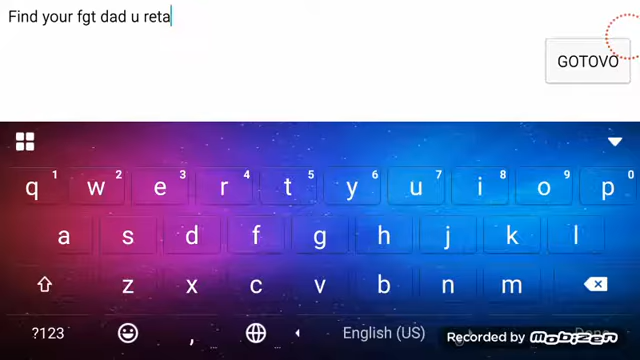 Find your fgt dad u reta
GOTOVO
1 2 3 4 5 6 7 8 9 0
q w e r t y u i o p
a s d f g h j k l
z x c v b n m
?123 , English (US) Done
Recorded by Mobizen